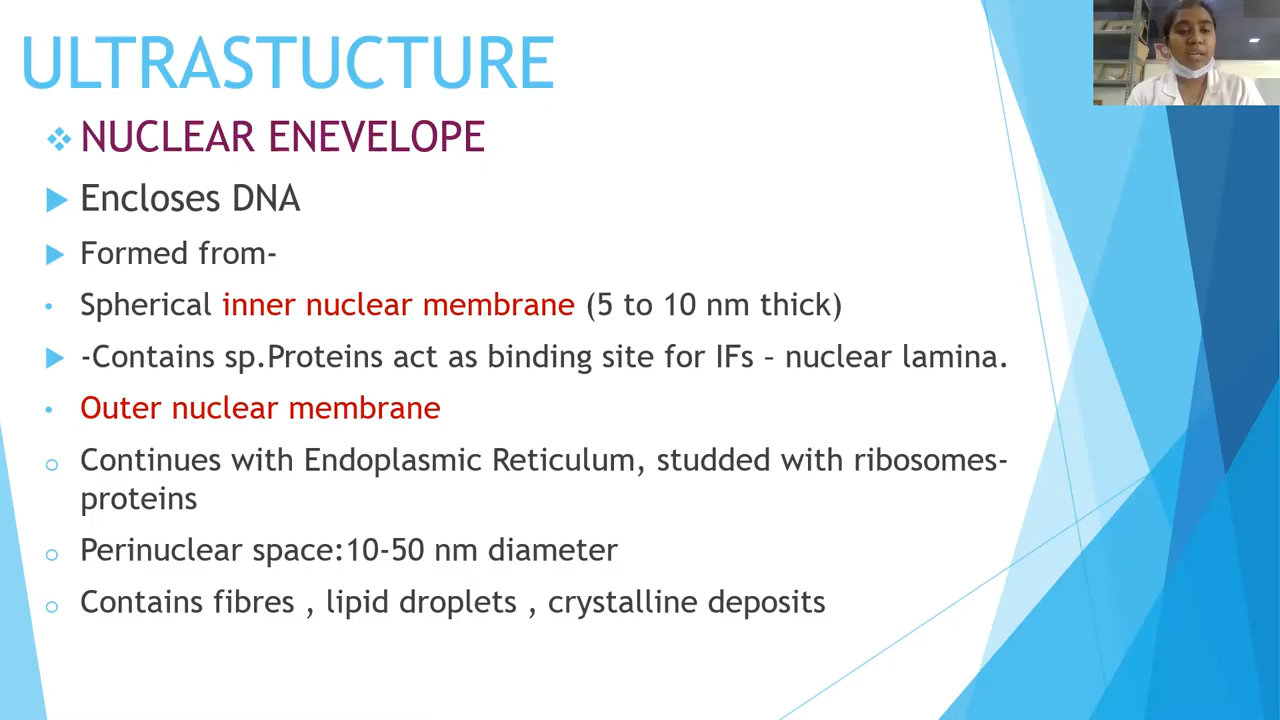 ULTRASTUCTURE
NUCLEAR ENEVELOPE
Encloses DNA
Formed from-
Spherical inner nuclear membrane (5 to 10 nm thick)
-Contains sp.Proteins act as binding site for IFs – nuclear lamina.
Outer nuclear membrane
Continues with Endoplasmic Reticulum, studded with ribosomes-
proteins
Perinuclear space:10-50 nm diameter
Contains fibres , lipid droplets , crystalline deposits